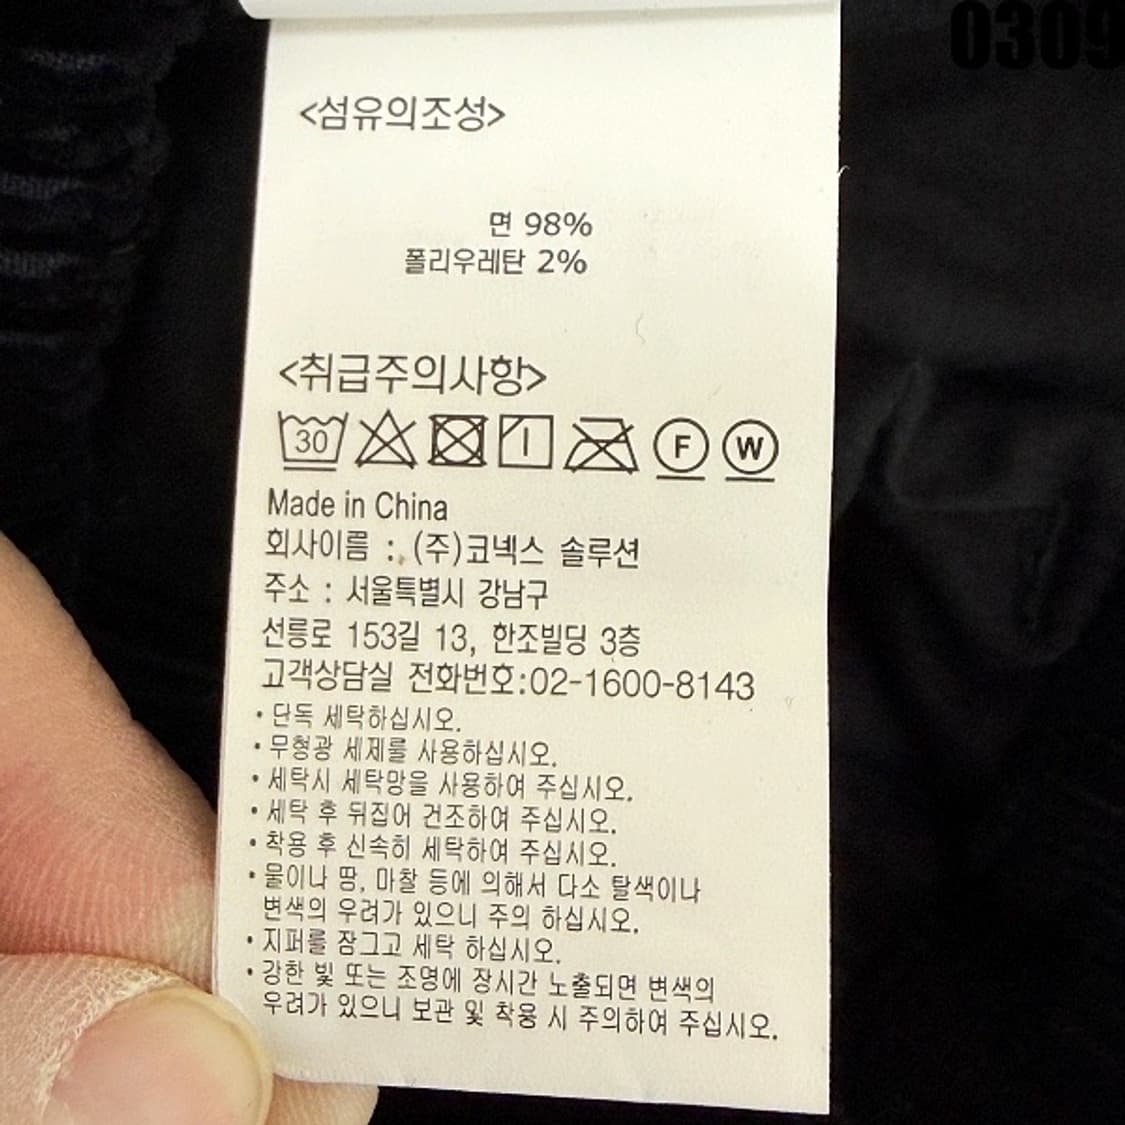 0309
<섬유의조성>
면 98%
폴리우레탄 2%
<취급주의사항>
30 F W
Made in China
회사이름 : (주)코넥스 솔루션
주소 : 서울특별시 강남구
선릉로 153길 13, 한조빌딩 3층
고객상담실 전화번호:02-1600-8143
· 단독 세탁하십시오.
· 무형광 세제를 사용하십시오.
· 세탁시 세탁망을 사용하여 주십시오.
· 세탁 후 뒤집어 건조하여 주십시오.
· 착용 후 신속히 세탁하여 주십시오.
· 물이나 땅, 마찰 등에 의해서 다소 탈색이나
변색의 우려가 있으니 주의 하십시오.
· 지퍼를 잠그고 세탁 하십시오.
· 강한 빛 또는 조명에 장시간 노출되면 변색의
우려가 있으니 보관 및 착용 시 주의하여 주십시오.